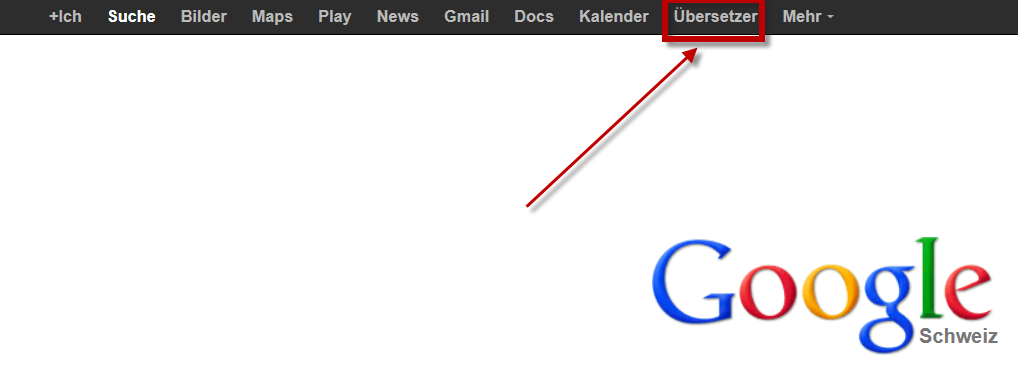 +Ich Suche Bilder Maps Play News Gmail Docs Kalender Übersetzer Mehr
Google
Schweiz